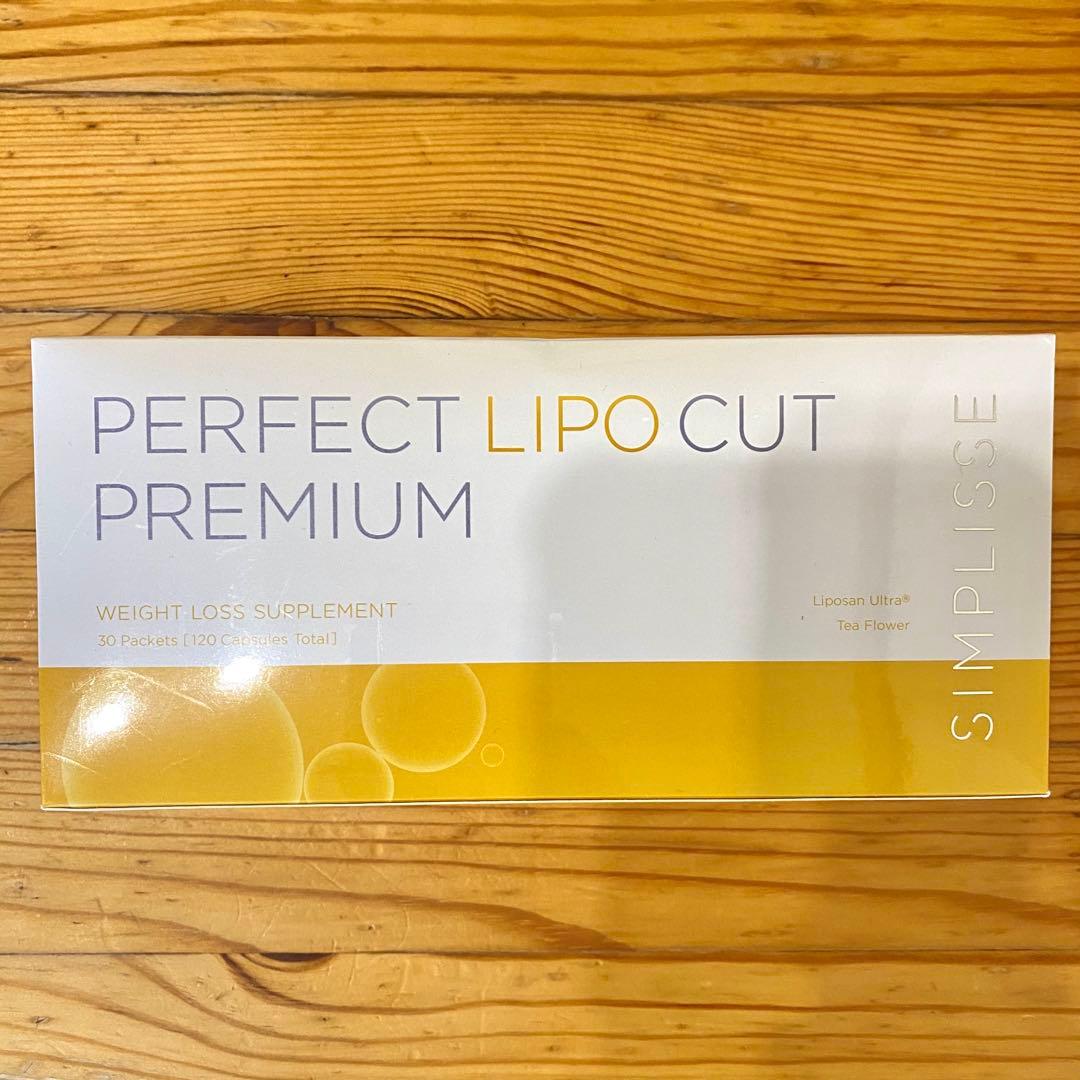 PERFECT LIPO CUT
PREMIUM
WEIGHT LOSS SUPPLEMENT
30 Packets [120 Capsules Total]
Liposan Ultra®
Tea Flower
SIMPLISSE